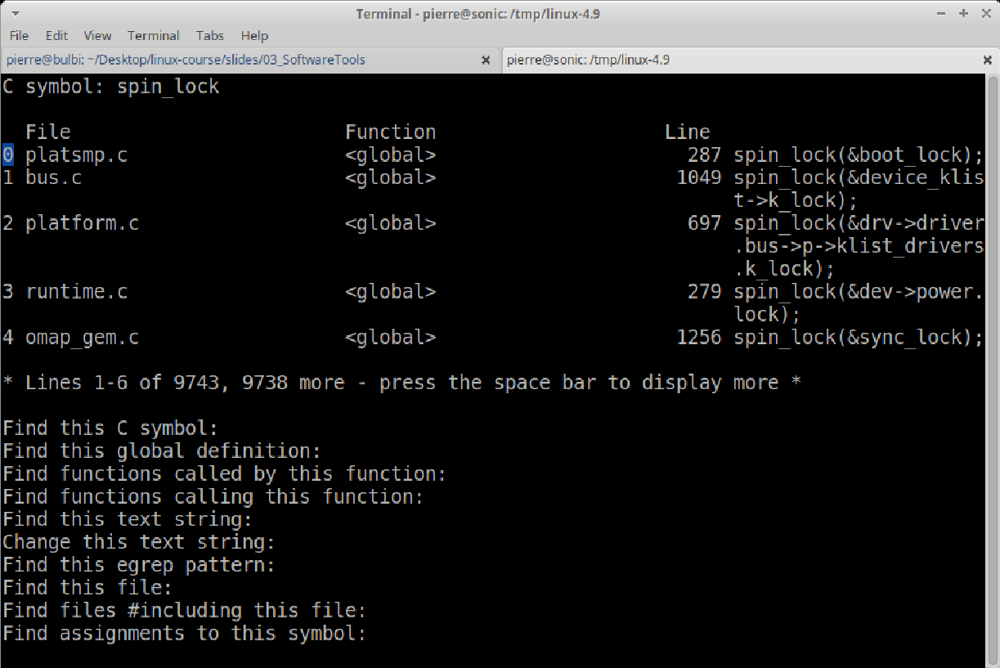 Terminal - pierre@sonic: /tmp/linux-4.9
File Edit View Terminal Tabs Help
pierre@bulbi: ~/Desktop/linux-course/slides/03_SoftwareTools pierre@sonic: /tmp/linux-4.9
C symbol: spin_lock
File Function Line
0 platsmp.c <global> 287 spin_lock(&boot_lock);
1 bus.c <global> 1049 spin_lock(&device_klis
t->k_lock);
2 platform.c <global> 697 spin_lock(&drv->driver
.bus->p->klist_drivers
.k_lock);
3 runtime.c <global> 279 spin_lock(&dev->power.
lock);
4 omap_gem.c <global> 1256 spin_lock(&sync_lock);
* Lines 1-6 of 9743, 9738 more - press the space bar to display more *
Find this C symbol:
Find this global definition:
Find functions called by this function:
Find functions calling this function:
Find this text string:
Change this text string:
Find this egrep pattern:
Find this file:
Find files #including this file:
Find assignments to this symbol: